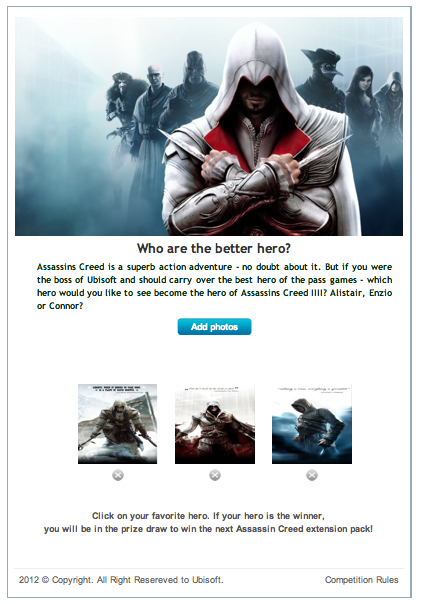 Who are the better hero?
Assassins Creed is a superb action adventure - no doubt about it. But if you were
the boss of Ubisoft and should carry over the best hero of the pass games - which
hero would you like to see become the hero of Assassins Creed IIII? Alistair, Enzio
or Connor?
Add photos
Click on your favorite hero. If your hero is the winner,
you will be in the prize draw to win the next Assassin Creed extension pack!
2012 © Copyright. All Right Resereved to Ubisoft.
Competition Rules